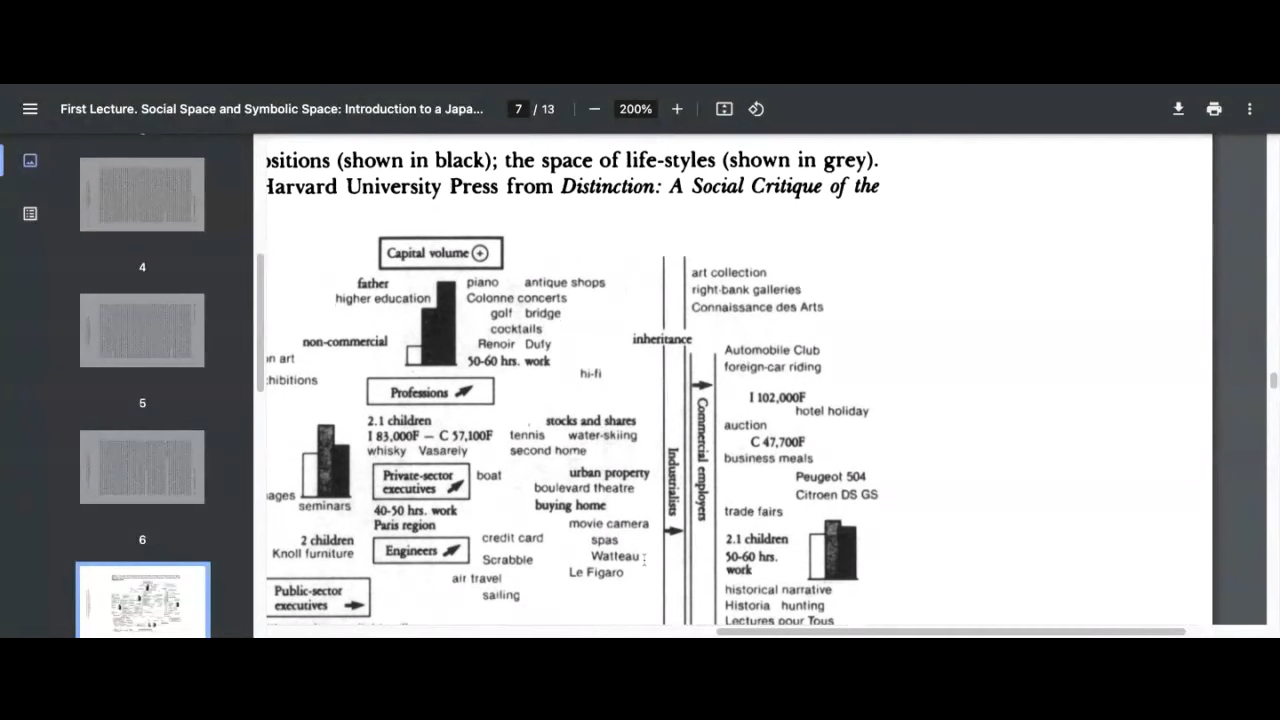 First Lecture. Social Space and Symbolic Space: Introduction to a Japa...
7 / 13
200%
4
5
6
(shown in black); the space of life-styles (shown in grey).
University Press from Distinction: A Social Critique of the
Capital volume +
father
higher education
piano antique shops
Colonne concerts
golf bridge
cocktails
Renoir Dufy
50-60 hrs. work
non-commercial
art
hi-fi
Professions
2.1 children
I 83,000F — C 57,100F
whisky Vasarely
stocks and shares
tennis water-skiing
second home
Private-sector
executives
boat
urban property
boulevard theatre
buying home
seminars
40-50 hrs. work
Paris region
movie camera
spas
Watteau
Le Figaro
2 children
Knoll furniture
Engineers
credit card
Scrabble
air travel
sailing
Public-sector
executives
inheritance
Industrialists
Commercial employers
art collection
right-bank galleries
Connaissance des Arts
Automobile Club
foreign-car riding
I 102,000F
hotel holiday
auction
C 47,700F
business meals
Peugeot 504
Citroen DS GS
trade fairs
2.1 children
50-60 hrs.
work
historical narrative
Historia hunting
Lectures pour Tous